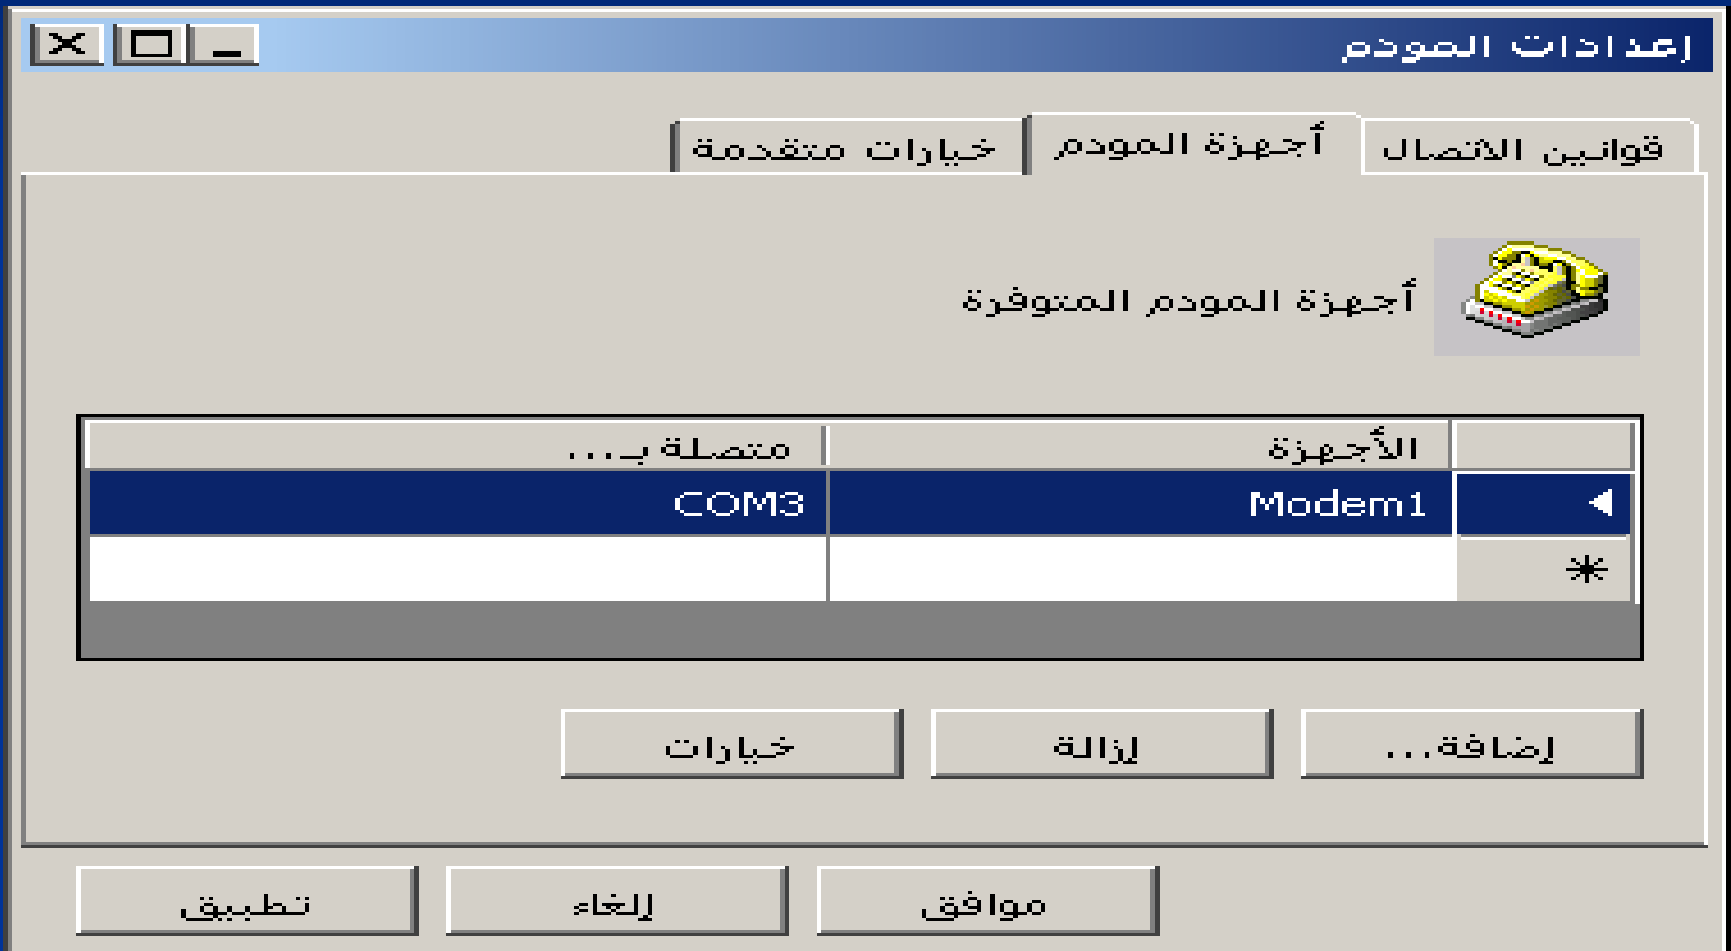 إعدادات المودم
قوانين الاتصال أجهزة المودم خيارات متقدمة
أجهزة المودم المتوفرة
الأجهزة متصلة بـ...
Modem1 COM3
إضافة... إزالة خيارات
موافق إلغاء تطبيق